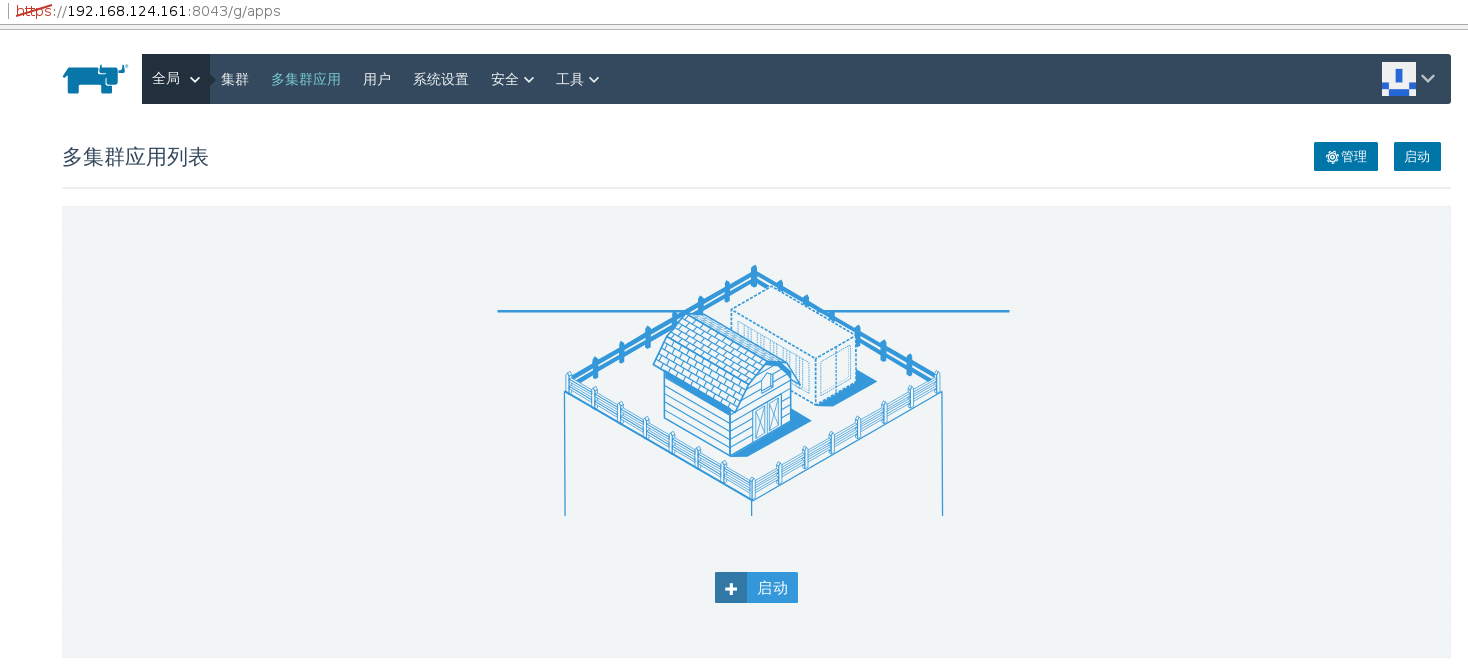 https://192.168.124.161:8043/g/apps
全局 集群 多集群应用 用户 系统设置 安全 工具
多集群应用列表 管理 启动
启动